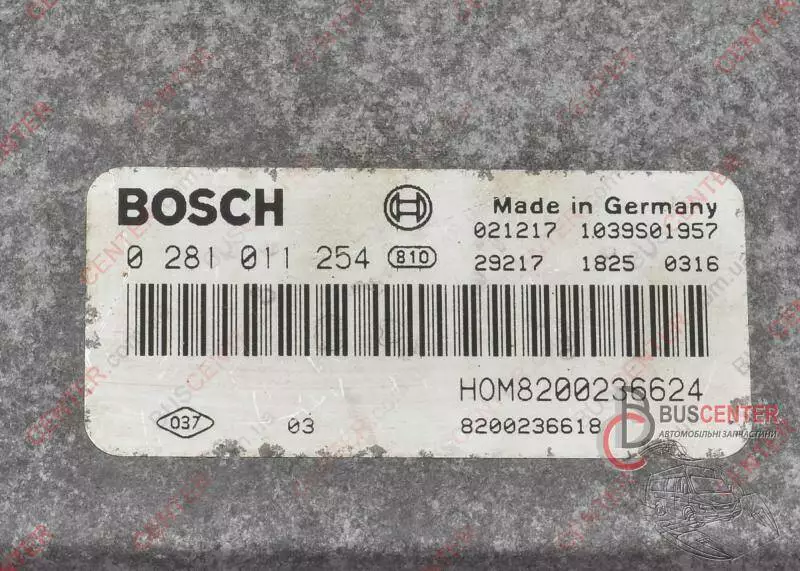 BOSCH
Made in Germany
021217 1039S01957
0 281 011 254 810
29217 1825 0316
HOM8200236624
037 03 8200236618
BUSCENTER
АВТОМОБІЛЬНІ ЗАПЧАСТИНИ